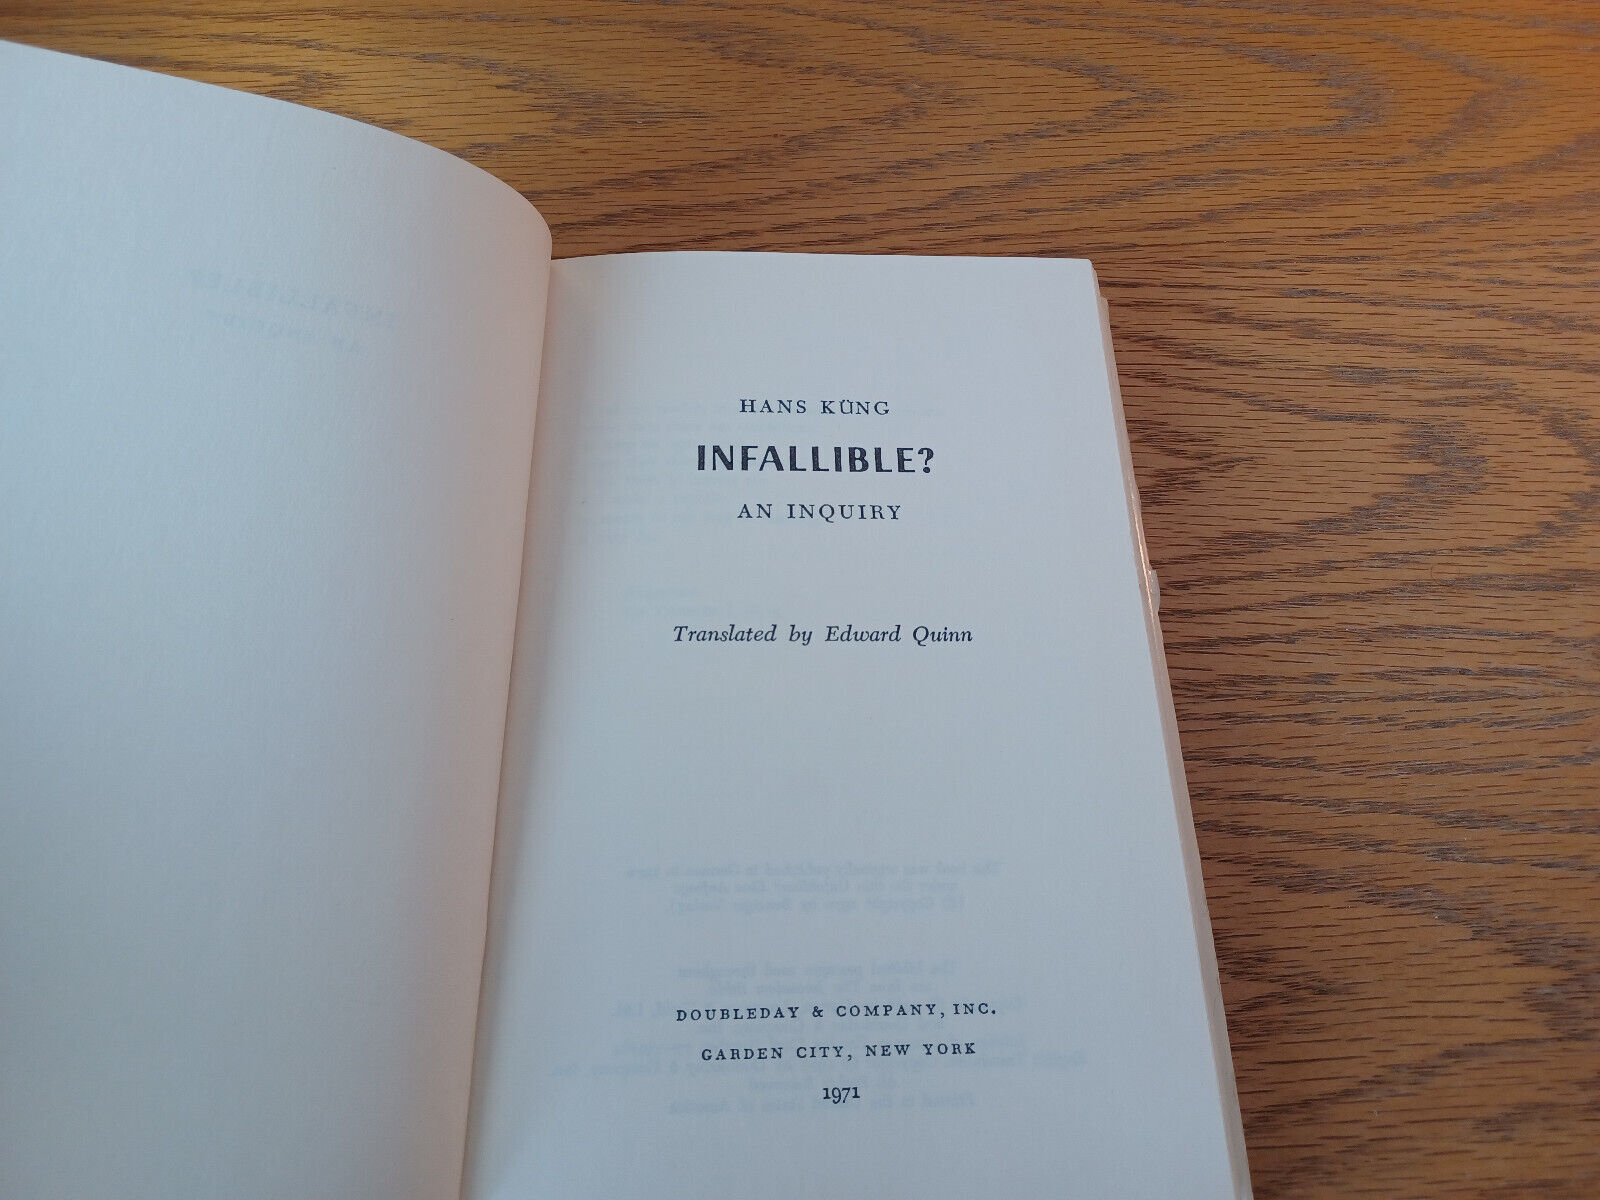 HANS KÜNG
INFALLIBLE?
AN INQUIRY
Translated by Edward Quinn
DOUBLEDAY & COMPANY, INC.
GARDEN CITY, NEW YORK
1971